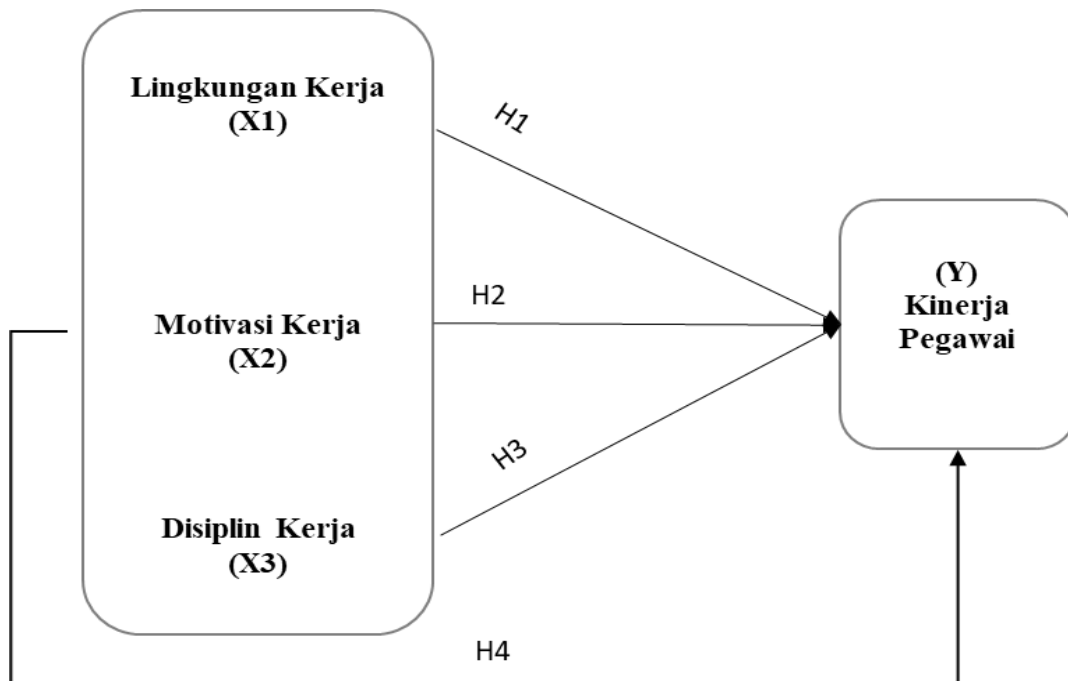 Lingkungan Kerja
(X1)
H1
Motivasi Kerja
(X2)
H2
Disiplin Kerja
(X3)
H3
(Y)
Kinerja
Pegawai
H4